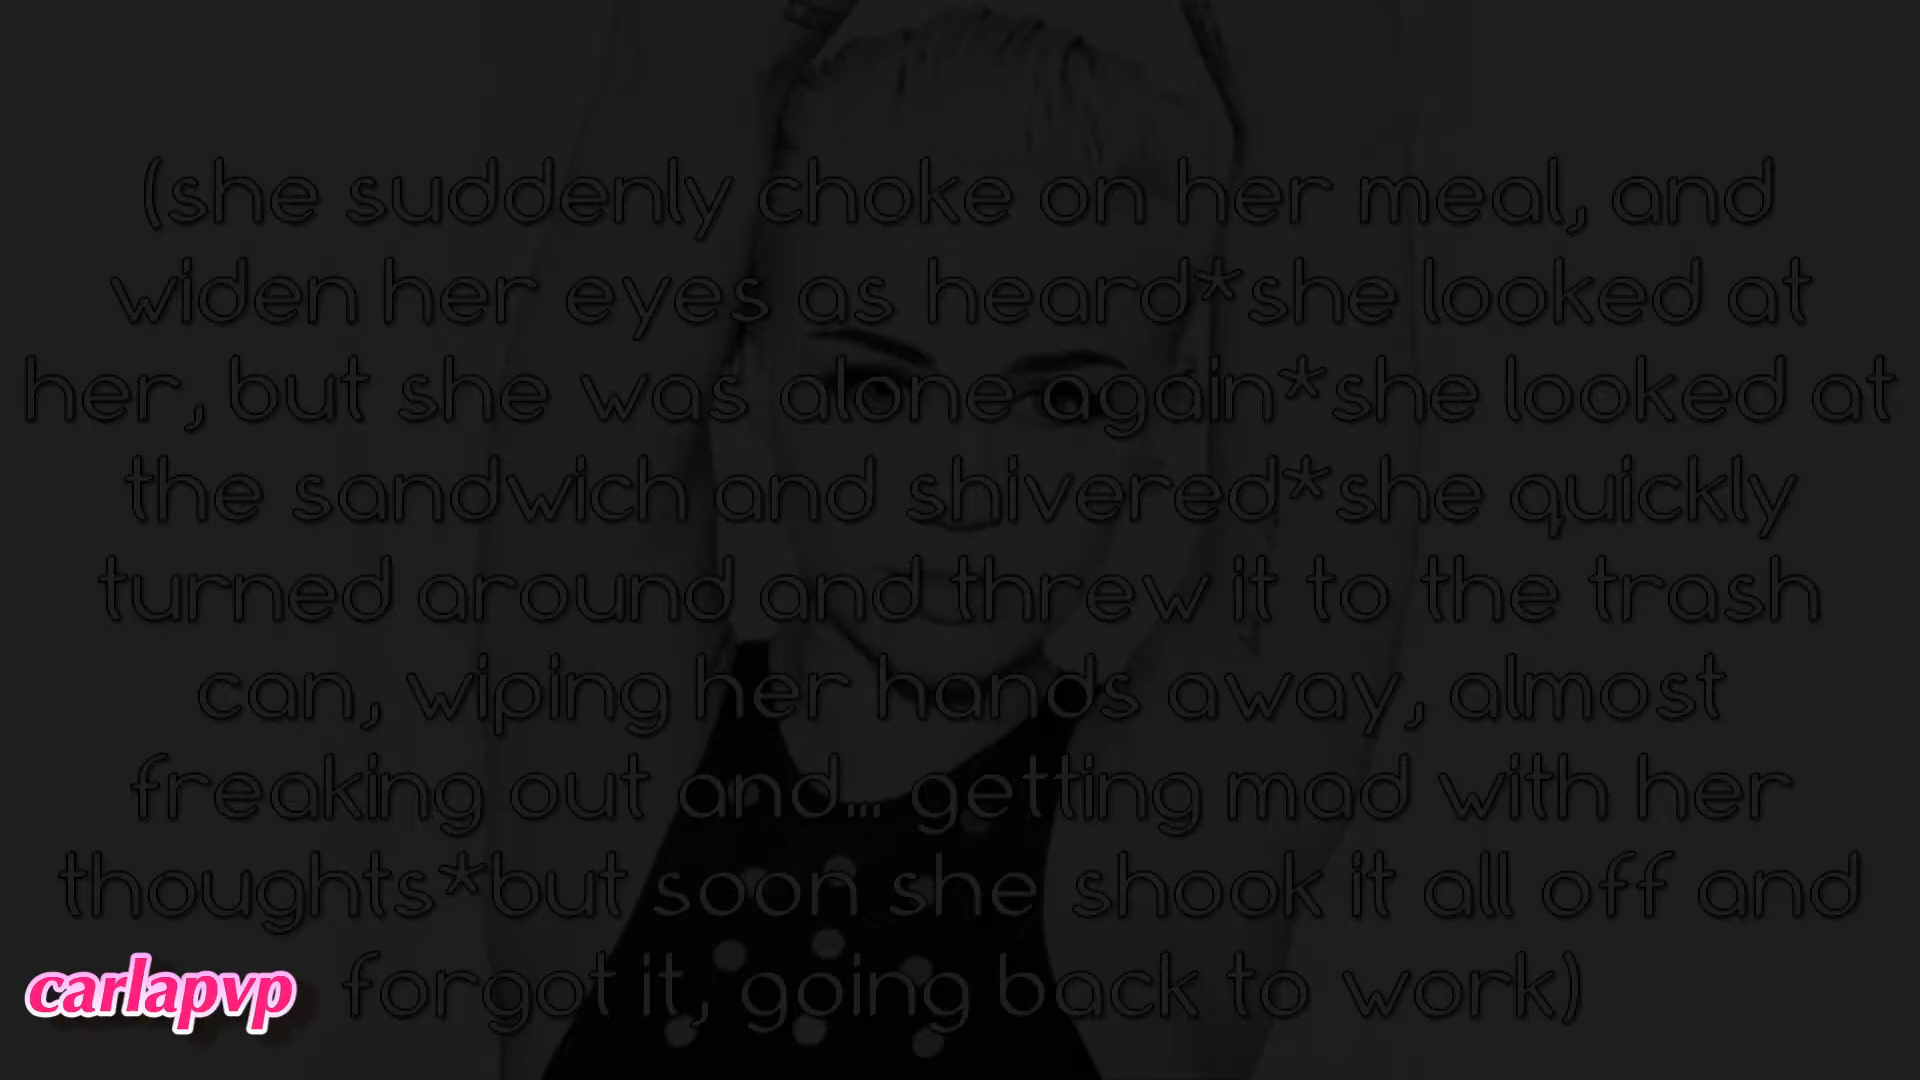 (she suddenly choke on her meal, and
widen her eyes as heard*she looked at
her, but she was alone again*she looked at
the sandwich and shivered*she quickly
turned around and threw it to the trash
can, wiping her hands away, almost
freaking out and... getting mad with her
thoughts*but soon she shook it all off and
forgot it, going back to work)
carlapvp